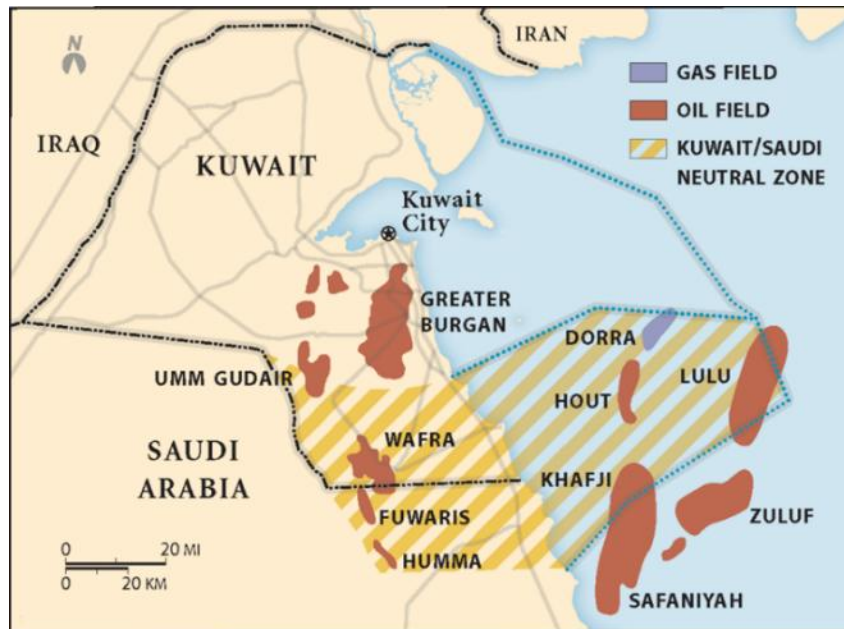 N
IRAN
GAS FIELD
OIL FIELD
KUWAIT/SAUDI
NEUTRAL ZONE
IRAQ
KUWAIT
Kuwait
City
GREATER
BURGAN
DORRA
UMM GUDAIR
HOUT
LULU
WAFRA
SAUDI
ARABIA
KHAFJI
FUWARIS
ZULUF
0 20 MI
0 20 KM
HUMMA
SAFANIYAH